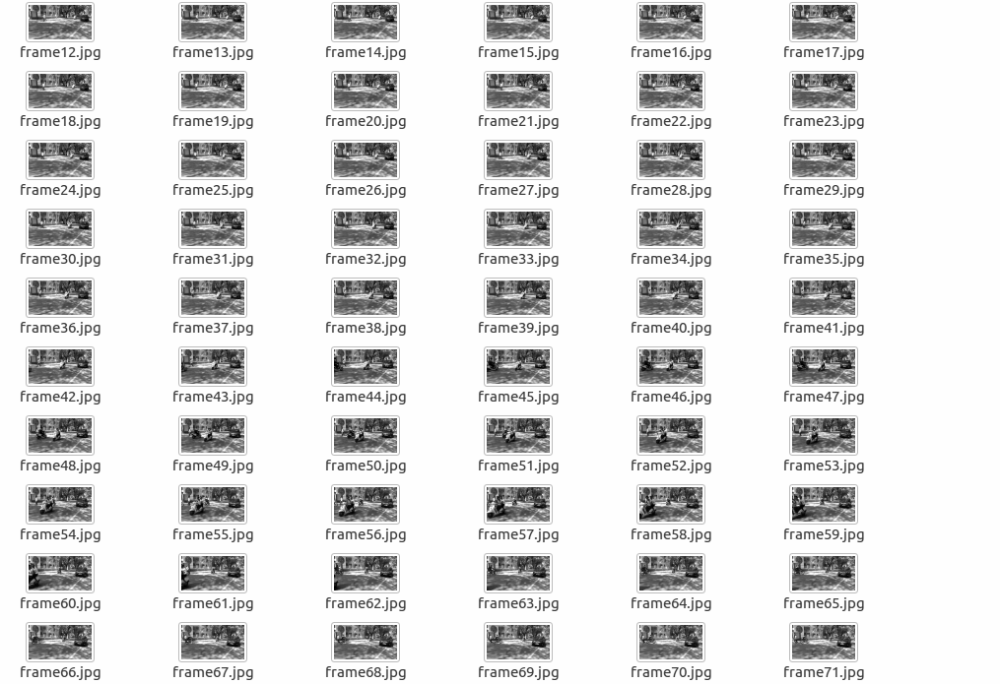 frame12.jpg frame13.jpg frame14.jpg frame15.jpg frame16.jpg frame17.jpg
frame18.jpg frame19.jpg frame20.jpg frame21.jpg frame22.jpg frame23.jpg
frame24.jpg frame25.jpg frame26.jpg frame27.jpg frame28.jpg frame29.jpg
frame30.jpg frame31.jpg frame32.jpg frame33.jpg frame34.jpg frame35.jpg
frame36.jpg frame37.jpg frame38.jpg frame39.jpg frame40.jpg frame41.jpg
frame42.jpg frame43.jpg frame44.jpg frame45.jpg frame46.jpg frame47.jpg
frame48.jpg frame49.jpg frame50.jpg frame51.jpg frame52.jpg frame53.jpg
frame54.jpg frame55.jpg frame56.jpg frame57.jpg frame58.jpg frame59.jpg
frame60.jpg frame61.jpg frame62.jpg frame63.jpg frame64.jpg frame65.jpg
frame66.jpg frame67.jpg frame68.jpg frame69.jpg frame70.jpg frame71.jpg